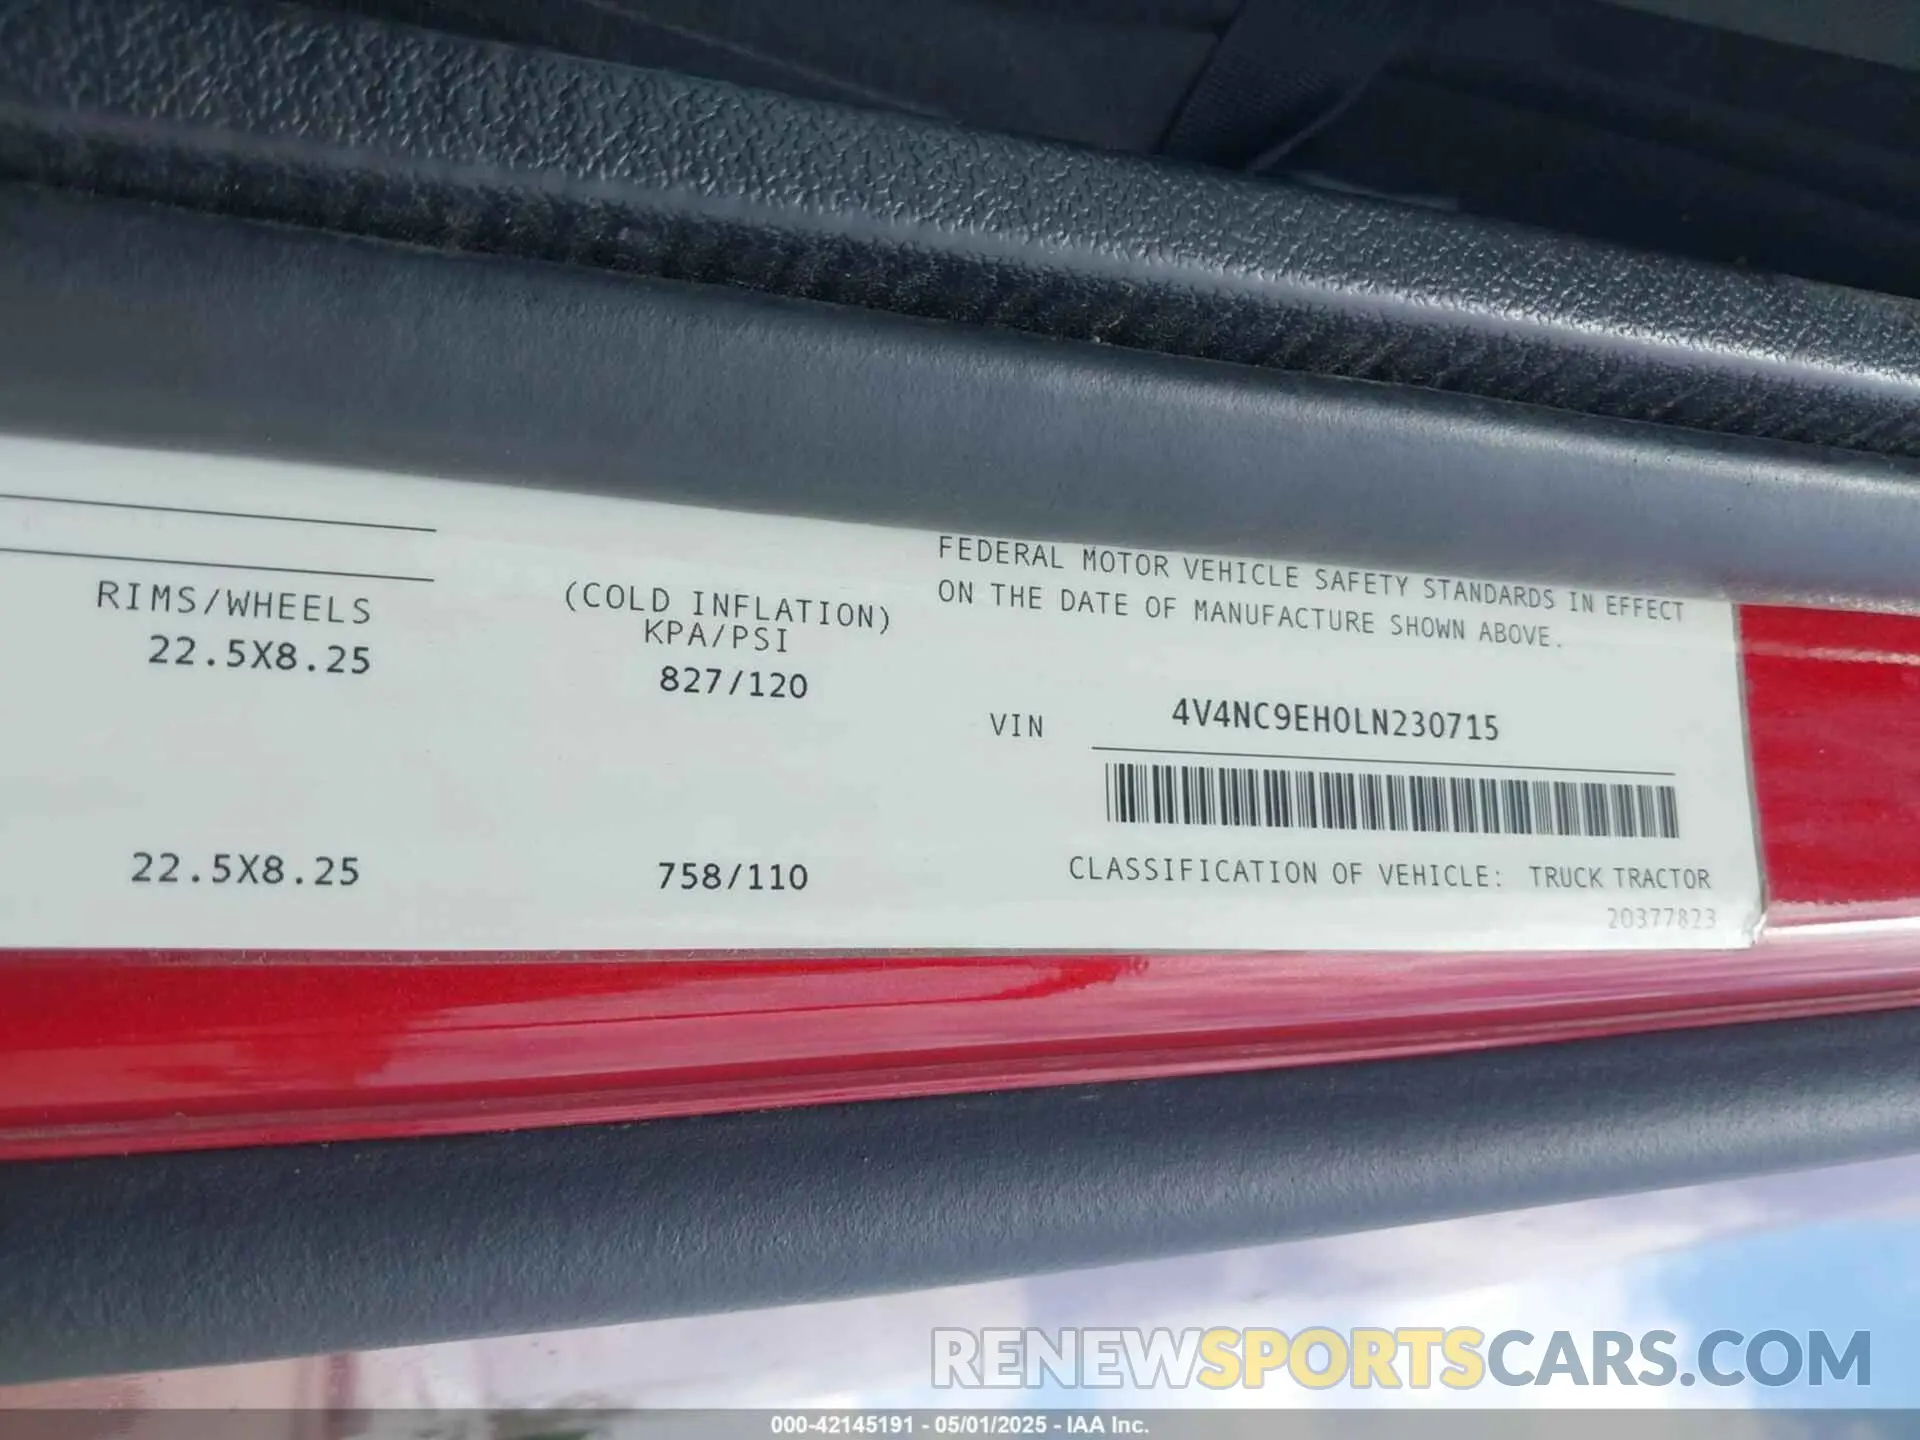 RIMS/WHEELS
22.5X8.25
22.5X8.25
(COLD INFLATION)
KPA/PSI
827/120
758/110
FEDERAL MOTOR VEHICLE SAFETY STANDARDS IN EFFECT
ON THE DATE OF MANUFACTURE SHOWN ABOVE.
VIN 4V4NC9EH0LN230715
CLASSIFICATION OF VEHICLE: TRUCK TRACTOR
20377823
RENEWSPORTSCARS.COM
000-42145191 - 05/01/2025 - IAA Inc.